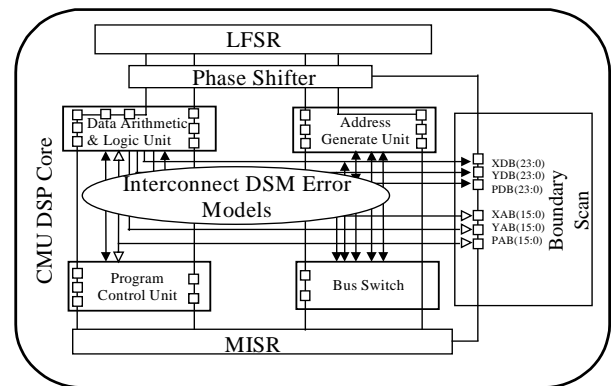 LFSR
Phase Shifter
Data Arithmetic
& Logic Unit
Address
Generate Unit
CMU DSP Core
Interconnect DSM Error
Models
XDB(23:0)
YDB(23:0)
PDB(23:0)
XAB(15:0)
YAB(15:0)
PAB(15:0)
Boundary
Scan
Program
Control Unit
Bus Switch
MISR